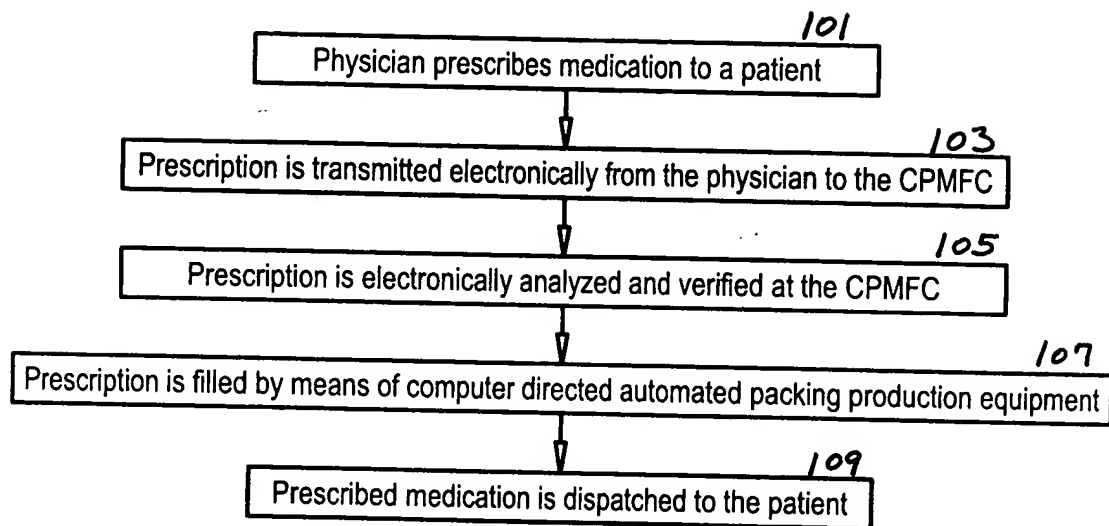 101
Physician prescribes medication to a patient
103
Prescription is transmitted electronically from the physician to the CPMFC
105
Prescription is electronically analyzed and verified at the CPMFC
107
Prescription is filled by means of computer directed automated packing production equipment
109
Prescribed medication is dispatched to the patient